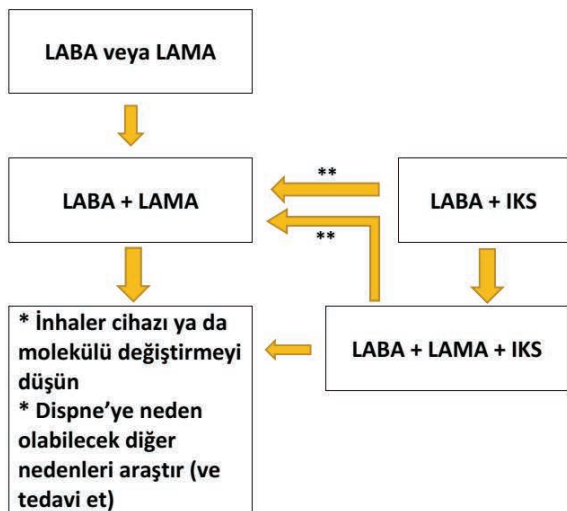 LABA veya LAMA
LABA + LAMA
**
**
LABA + IKS
* İnhaler cihazı ya da
molekülü değiştirmeyi
düşün
* Dispne’ye neden
olabilecek diğer
nedenleri araştır (ve
tedavi et)
LABA + LAMA + IKS